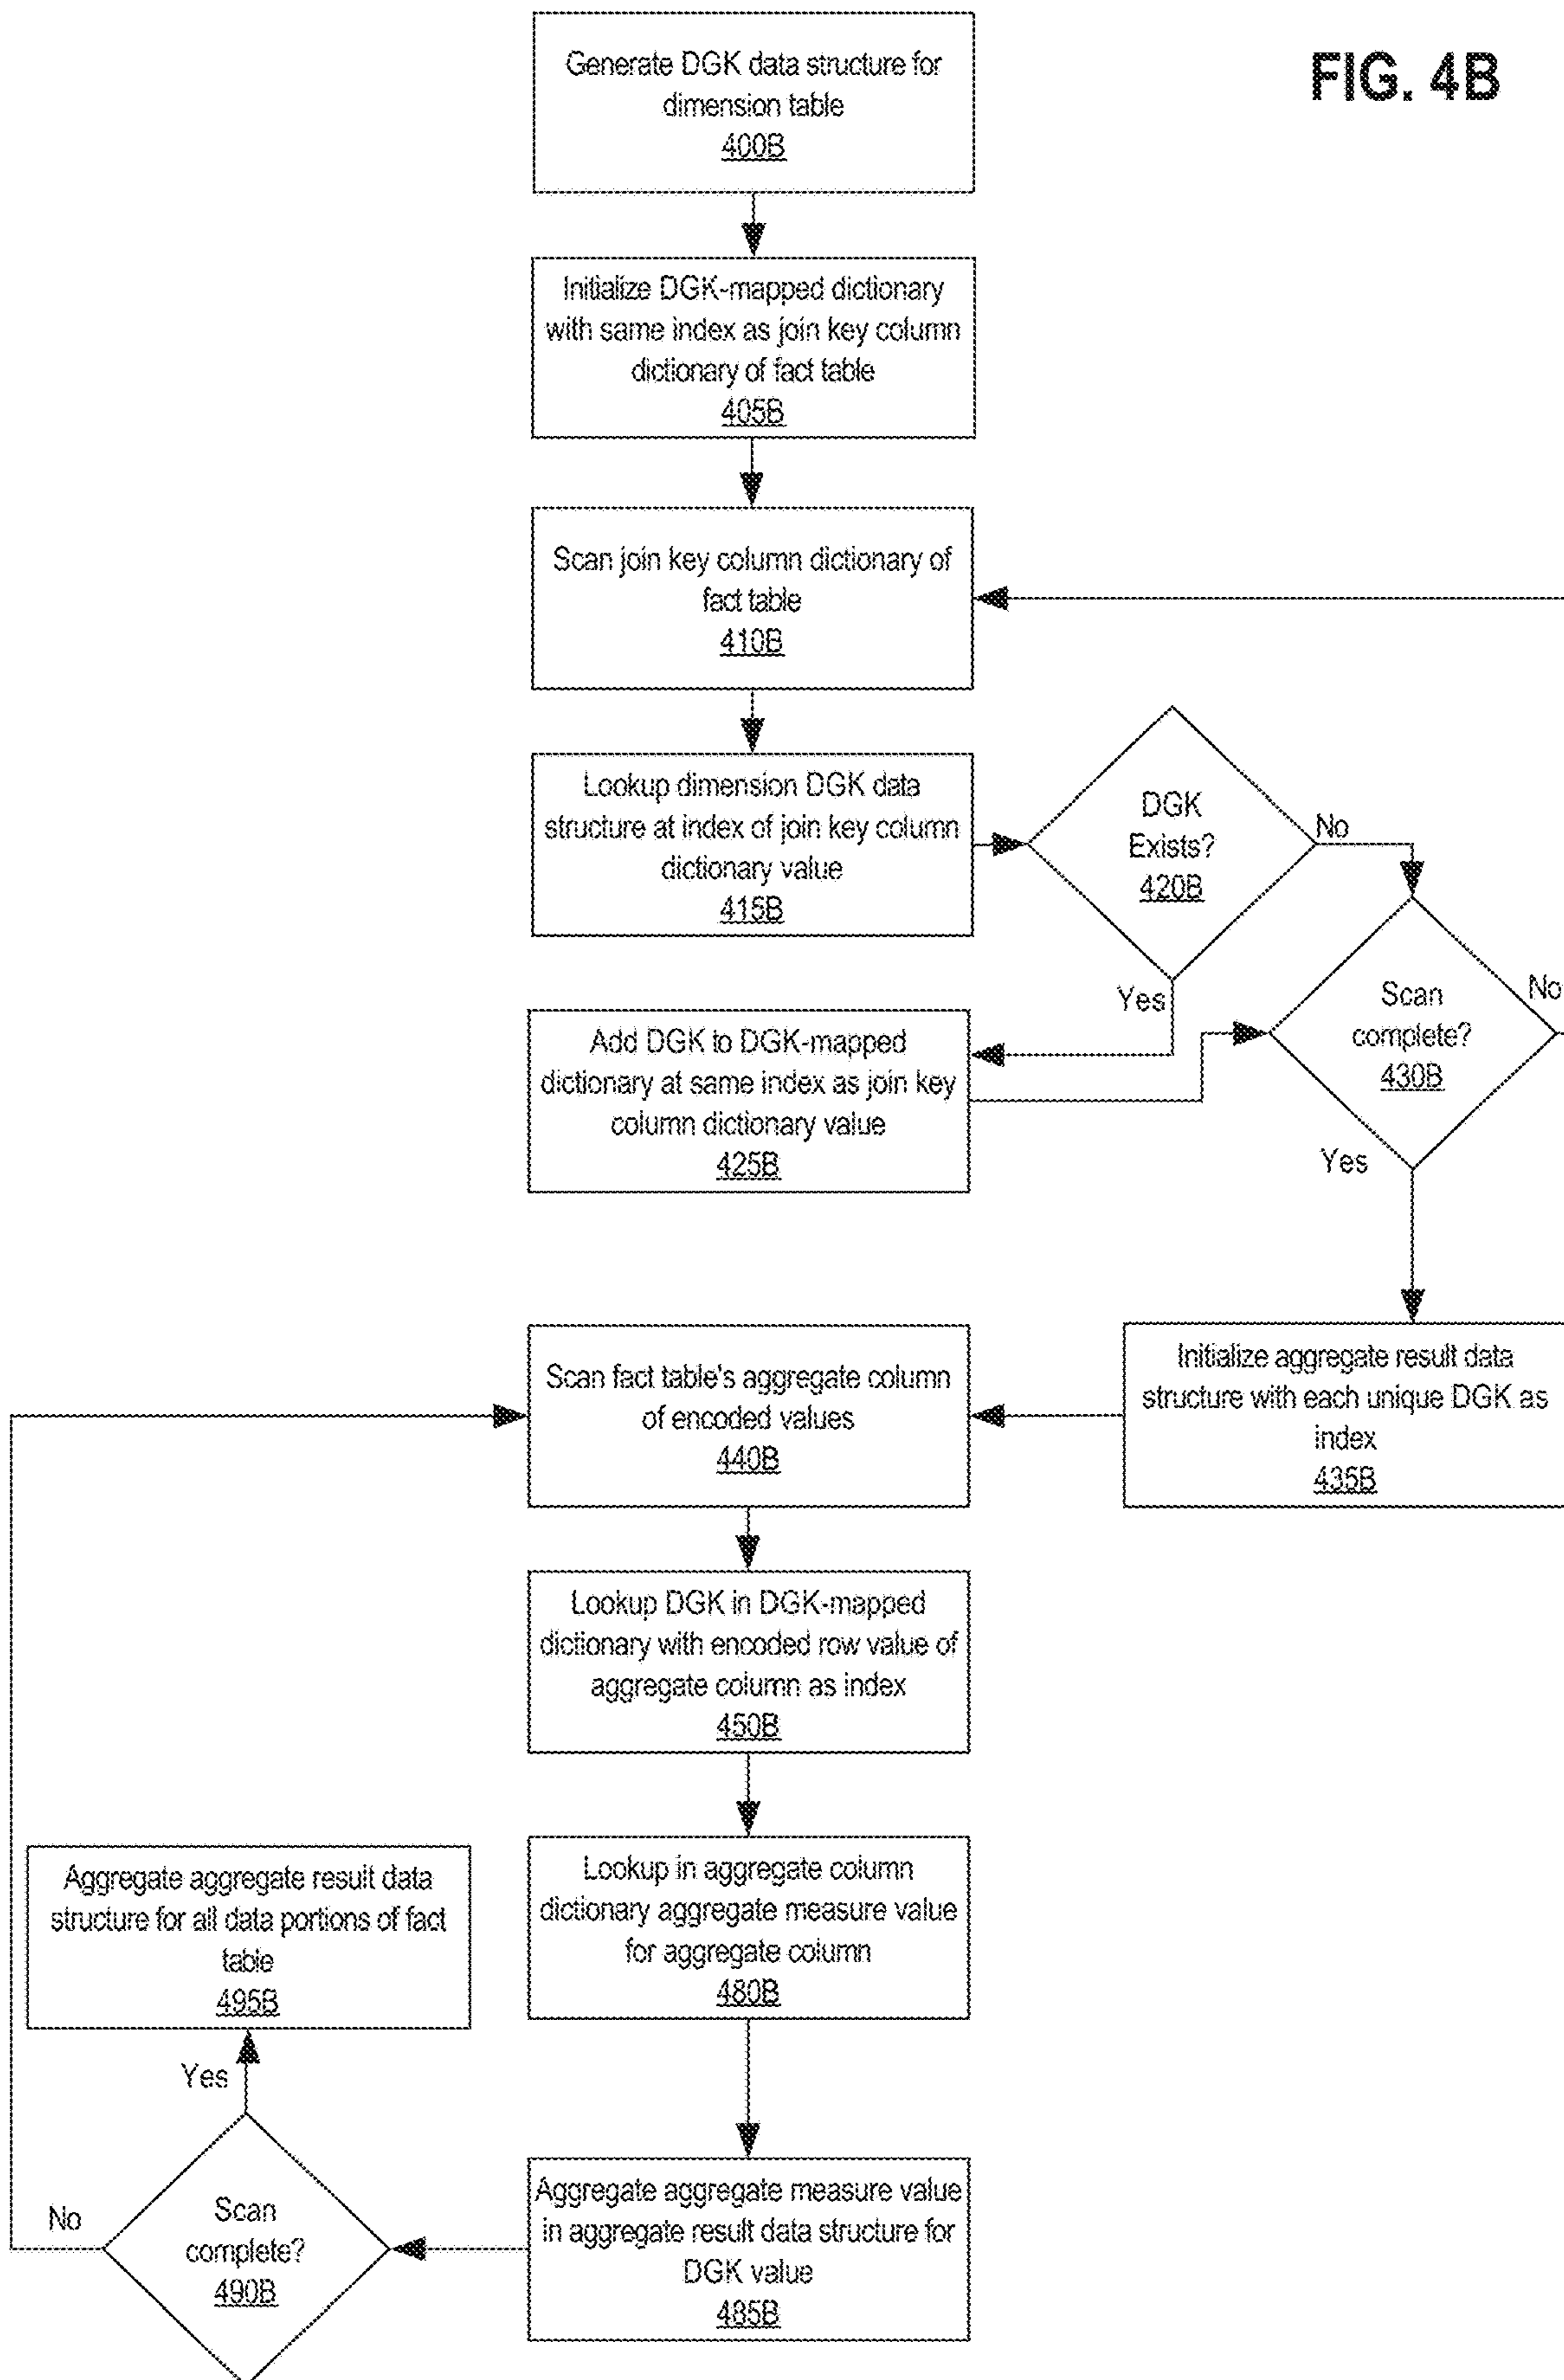 FIG. 4B
Generate DGK data structure for
dimension table
400B
Initialize DGK-mapped dictionary
with same index as join key column
dictionary of fact table
405B
Scan join key column dictionary of
fact table
410B
Lookup dimension DGK data
structure at index of join key column
dictionary value
415B
DGK
Exists?
420B
No
Yes
Add DGK to DGK-mapped
dictionary at same index as join key
column dictionary value
425B
Scan
complete?
430B
No
Yes
Initialize aggregate result data
structure with each unique DGK as
index
435B
Scan fact table's aggregate column
of encoded values
440B
Lookup DGK in DGK-mapped
dictionary with encoded row value of
aggregate column as index
450B
Lookup in aggregate column
dictionary aggregate measure value
for aggregate column
480B
Aggregate aggregate measure value
in aggregate result data structure for
DGK value
485B
Scan
complete?
490B
No
Yes
Aggregate aggregate result data
structure for all data portions of fact
table
495B